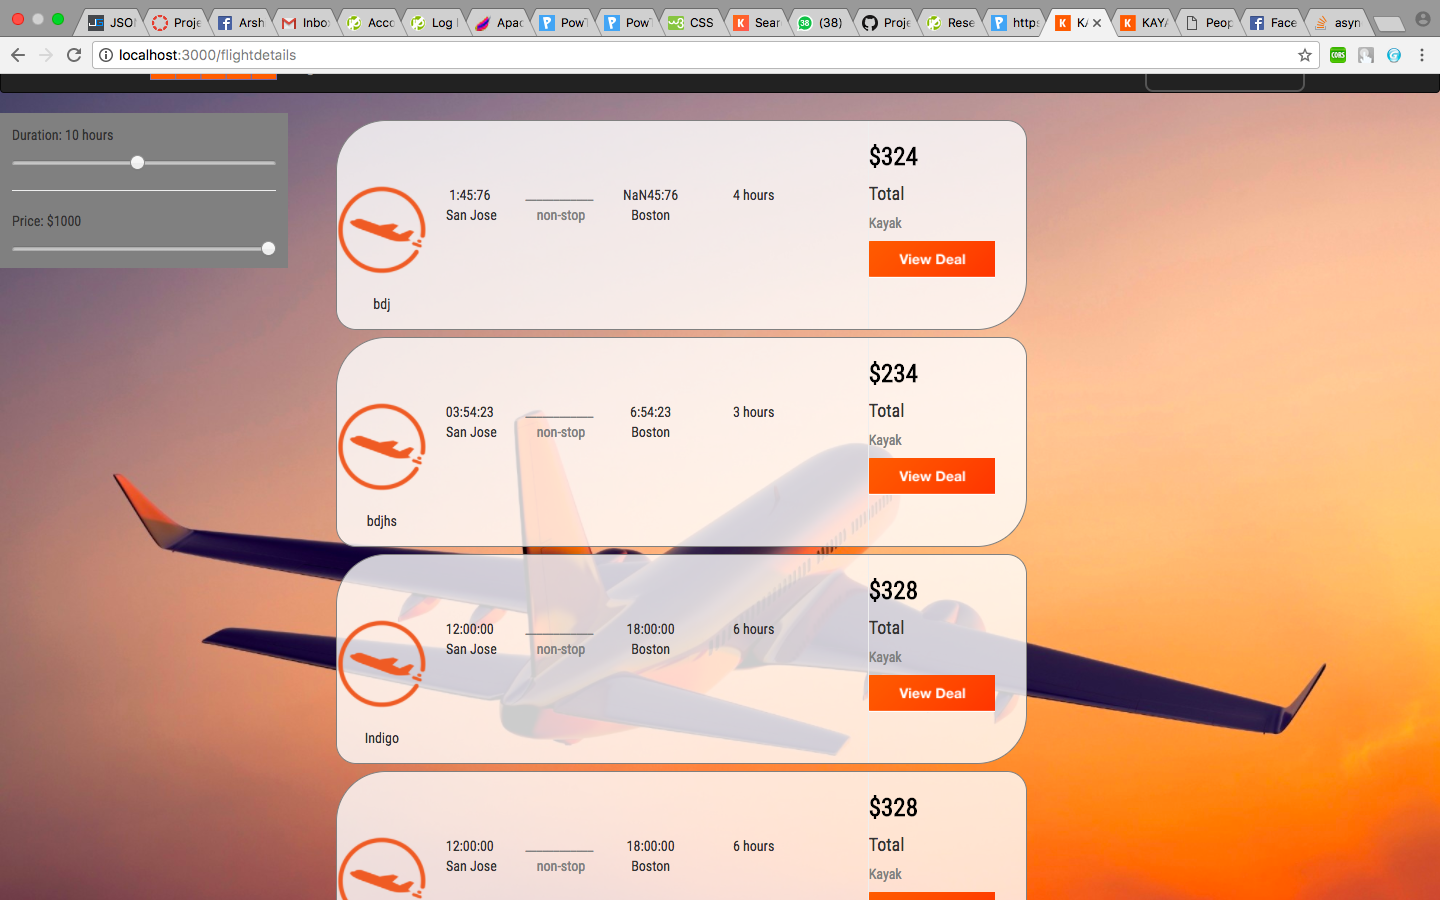 JSO
Proje
Arsh
Inbo
Acco
Log
Apac
PowT
PowT
CSS
Sear
(38)
Proje
Rese
https
KA
KAYA
Peop
Face
asyn
localhost:3000/flightdetails
CORS
Duration: 10 hours
Price: $1000
$324
1:45:76
NaN45:76
4 hours
Total
San Jose
non-stop
Boston
Kayak
View Deal
bdj
$234
03:54:23
6:54:23
3 hours
Total
San Jose
non-stop
Boston
Kayak
View Deal
bdjhs
$328
12:00:00
18:00:00
6 hours
Total
San Jose
non-stop
Boston
Kayak
View Deal
Indigo
$328
12:00:00
18:00:00
6 hours
Total
San Jose
non-stop
Boston
Kayak